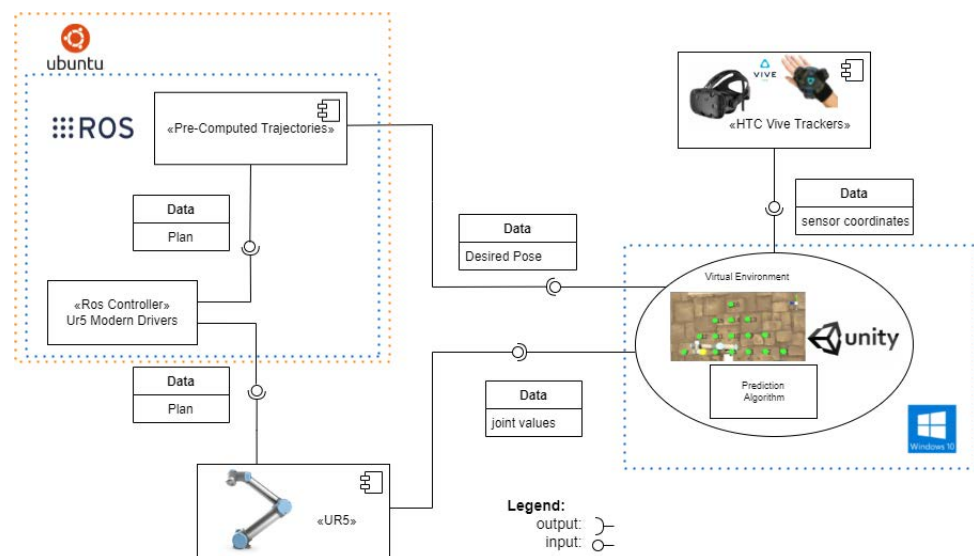 ubuntu
ROS
«Pre-Computed Trajectories»
VIVE
«HTC Vive Trackers»
Data
Plan
Data
sensor coordinates
Data
Desired Pose
«Ros Controller»
Ur5 Modern Drivers
Virtual Environment
unity
Prediction
Algorithm
Data
Plan
Data
joint values
Windows 10
«UR5»
Legend:
output:
input: